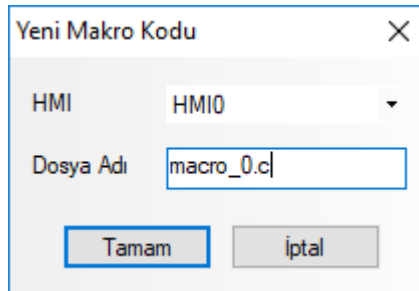 Yeni Makro Kodu
HMI HMI0
Dosya Adı macro_0.c
Tamam İptal